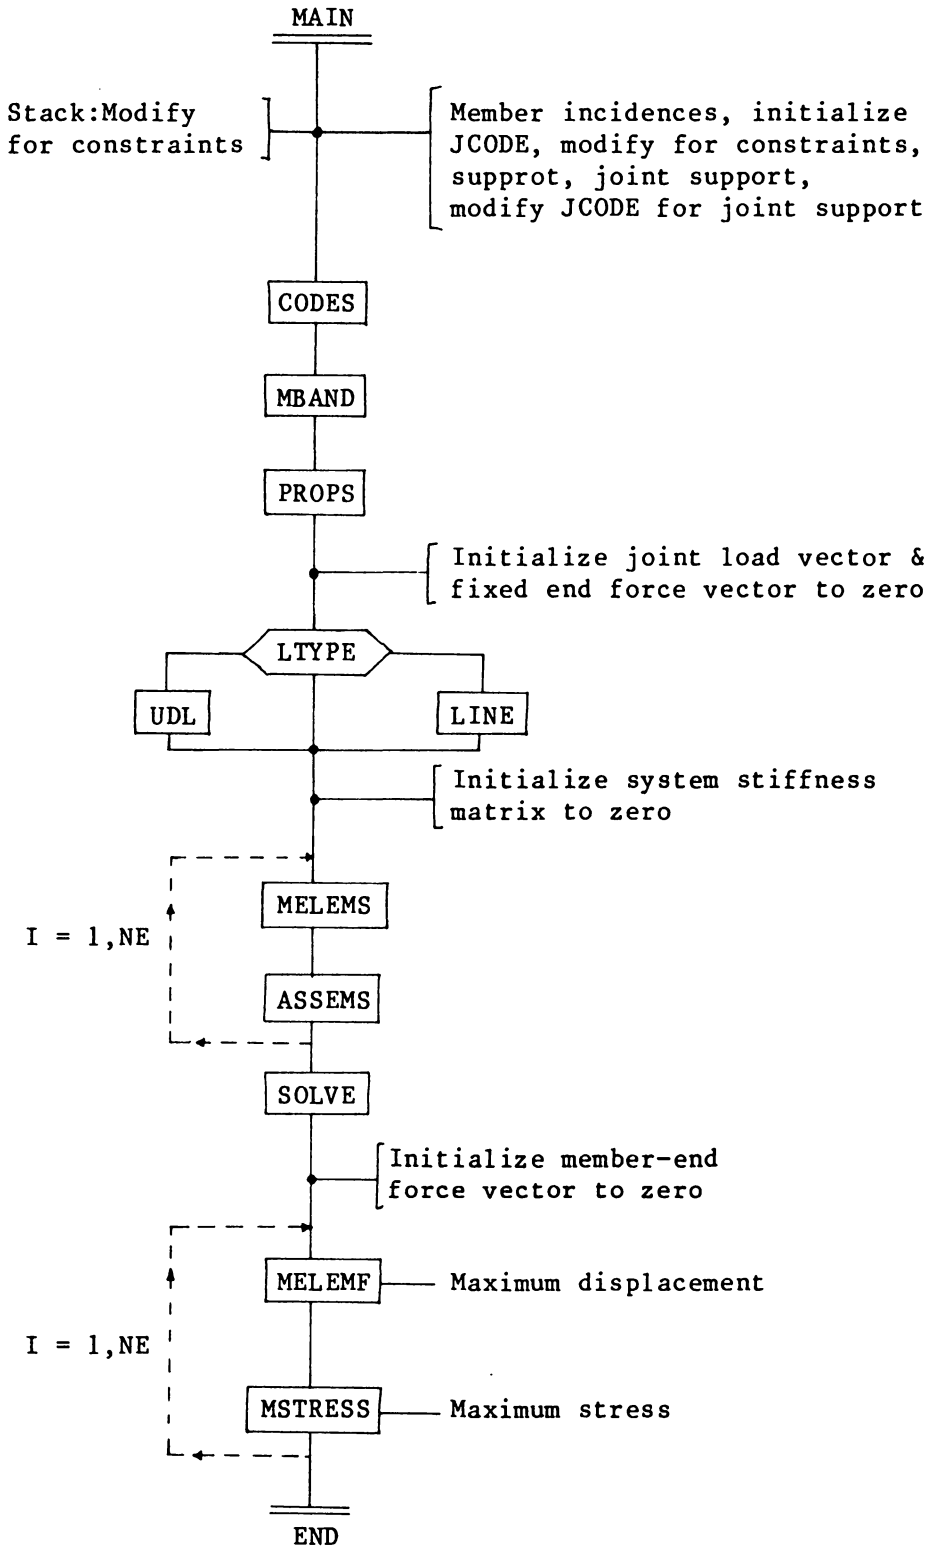 MAIN
Stack:Modify
for constraints
Member incidences, initialize
JCODE, modify for constraints,
supprot, joint support,
modify JCODE for joint support
CODES
MBAND
PROPS
Initialize joint load vector &
fixed end force vector to zero
LTYPE
UDL
LINE
Initialize system stiffness
matrix to zero
MELEMS
I = 1,NE
ASSEMS
SOLVE
Initialize member-end
force vector to zero
MELEMF
Maximum displacement
I = 1,NE
MSTRESS
Maximum stress
END